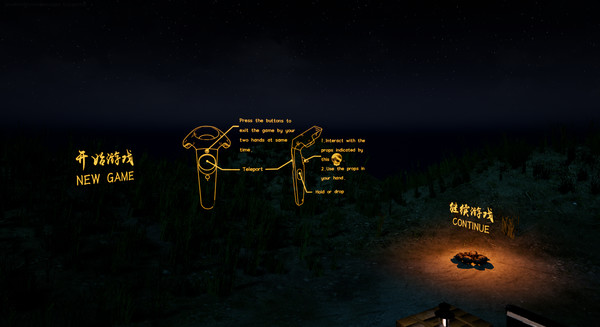 开始游戏
NEW GAME
Press the buttons to
exit the game by your
two hands at same
time.
Teleport
1.Interact with the
props indicated by
this
2.Use the props in
your hand.
Hold or drop
继续游戏
CONTINUE